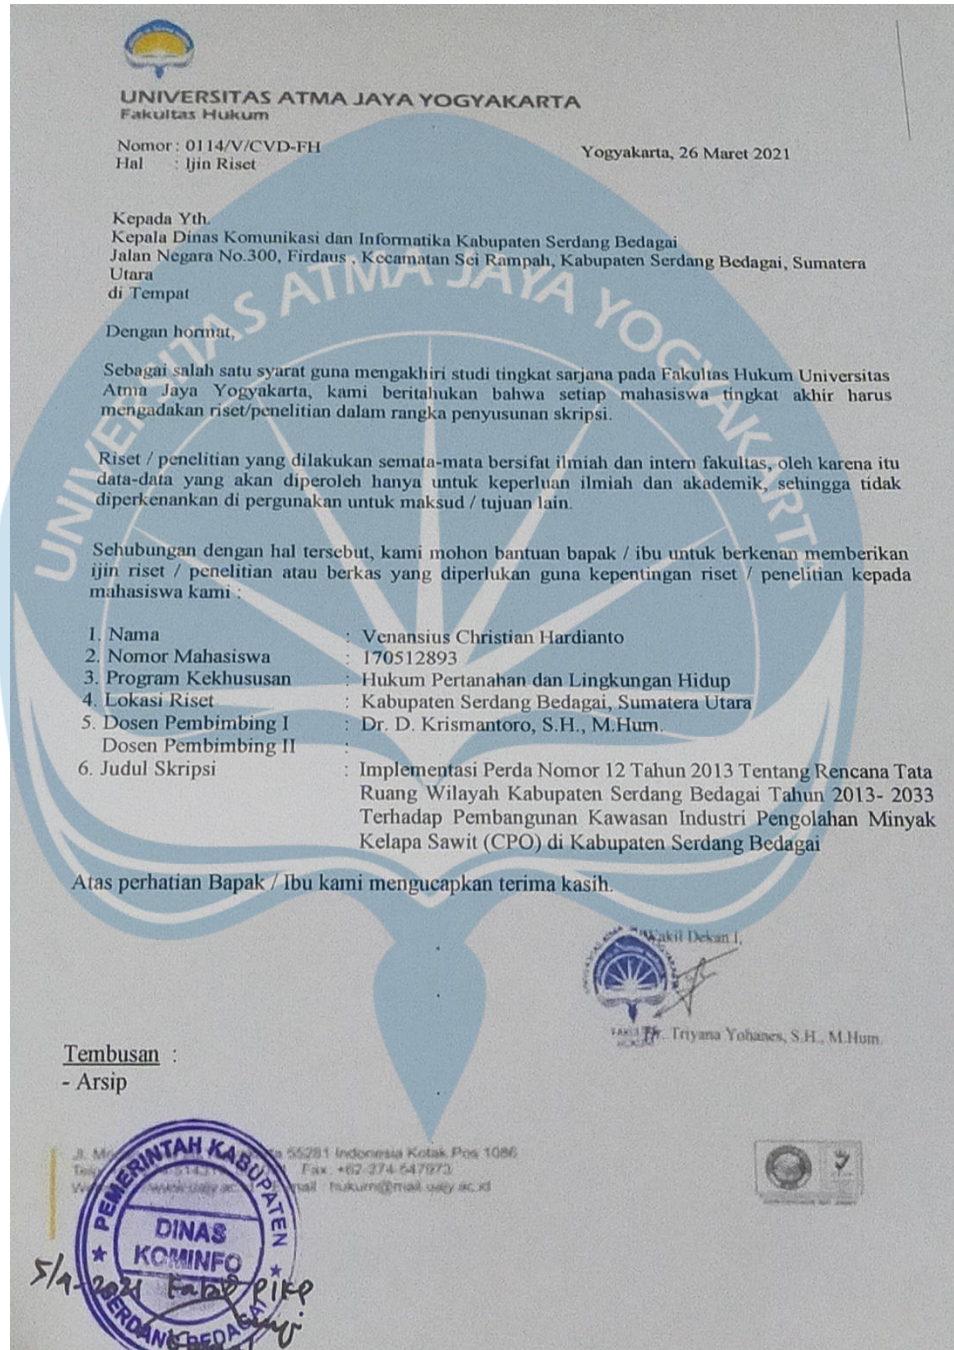 UNIVERSITAS ATMA JAYA YOGYAKARTA
Fakultas Hukum
Nomor : 0114/V/CVD-FH
Hal : Ijin Riset
Yogyakarta, 26 Maret 2021
Kepada Yth.
Kepala Dinas Komunikasi dan Informatika Kabupaten Serdang Bedagai
Jalan Negara No.300, Firdaus , Kecamatan Sei Rampah, Kabupaten Serdang Bedagai, Sumatera
Utara
di Tempat
Dengan hormat,
Sebagai salah satu syarat guna mengakhiri studi tingkat sarjana pada Fakultas Hukum Universitas
Atma Jaya Yogyakarta, kami beritahukan bahwa setiap mahasiswa tingkat akhir harus
mengadakan riset/penelitian dalam rangka penyusunan skripsi.
Riset / penelitian yang dilakukan semata-mata bersifat ilmiah dan intern fakultas, oleh karena itu
data-data yang akan diperoleh hanya untuk keperluan ilmiah dan akademik, sehingga tidak
diperkenankan di pergunakan untuk maksud / tujuan lain.
Sehubungan dengan hal tersebut, kami mohon bantuan bapak / ibu untuk berkenan memberikan
ijin riset / penelitian atau berkas yang diperlukan guna kepentingan riset / penelitian kepada
mahasiswa kami :
1. Nama : Venansius Christian Hardianto
2. Nomor Mahasiswa : 170512893
3. Program Kekhususan : Hukum Pertanahan dan Lingkungan Hidup
4. Lokasi Riset : Kabupaten Serdang Bedagai, Sumatera Utara
5. Dosen Pembimbing I : Dr. D. Krismantoro, S.H., M.Hum.
Dosen Pembimbing II :
6. Judul Skripsi : Implementasi Perda Nomor 12 Tahun 2013 Tentang Rencana Tata
Ruang Wilayah Kabupaten Serdang Bedagai Tahun 2013- 2033
Terhadap Pembangunan Kawasan Industri Pengolahan Minyak
Kelapa Sawit (CPO) di Kabupaten Serdang Bedagai
Atas perhatian Bapak / Ibu kami mengucapkan terima kasih.
Wakil Dekan I,
Triyana Yohanes, S.H., M.Hum.
Tembusan :
- Arsip
55281 Indonesia Kotak Pos 1086
Fax. +62-274-547973
hukum@mail.uajy.ac.id
PEMERINTAH KABUPATEN
DINAS
KOMINFO
SERDANG BEDAGAI
UNIVERSITAS ATMA JAYA YOGYAKARTA